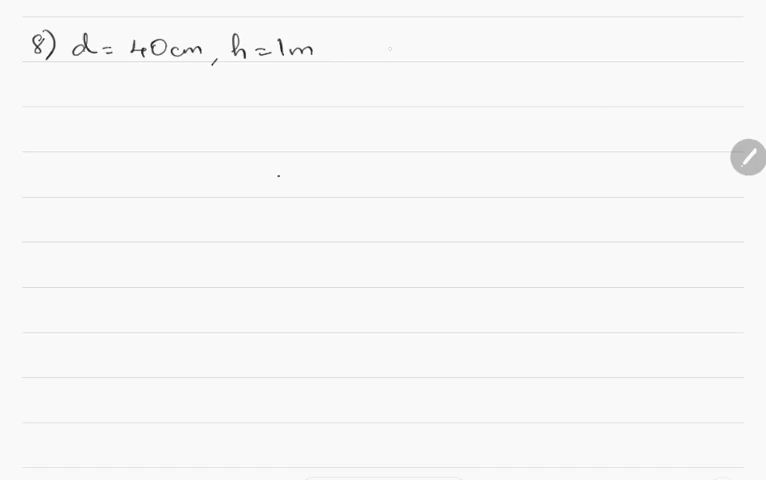 8) d = 40cm, h = 1m